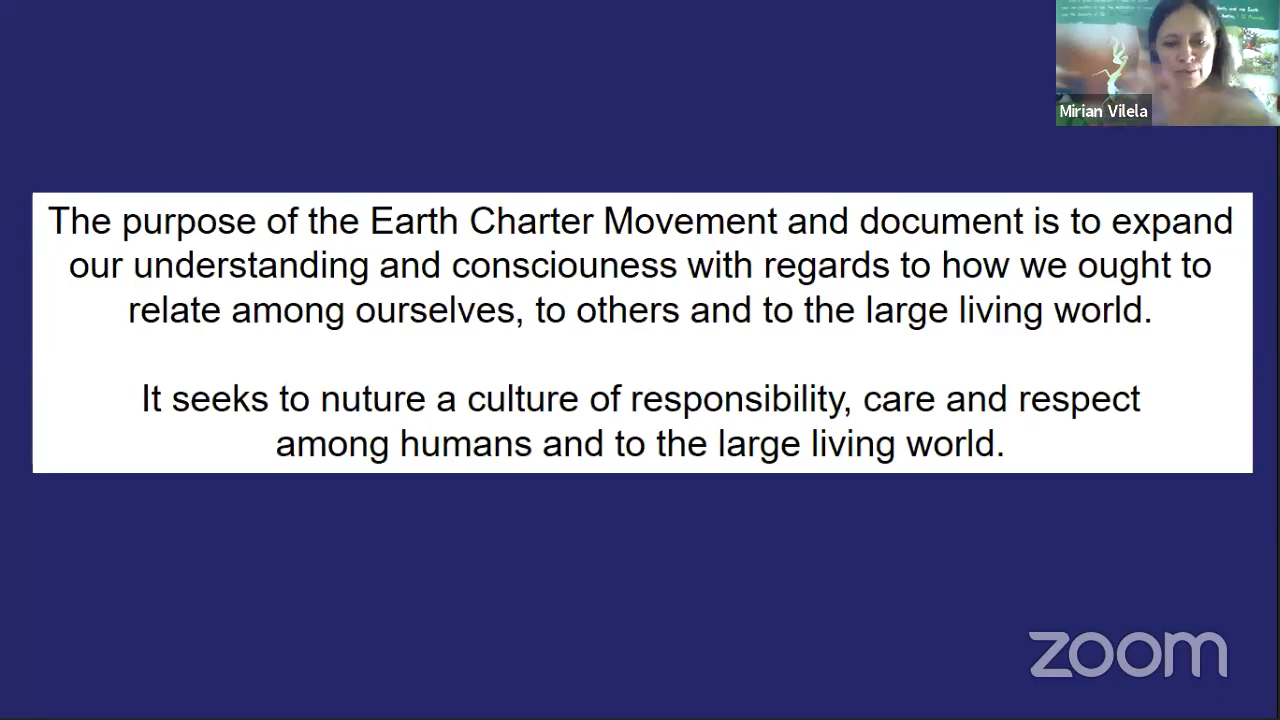 Mirian Vilela
The purpose of the Earth Charter Movement and document is to expand
our understanding and consciouness with regards to how we ought to
relate among ourselves, to others and to the large living world.
It seeks to nuture a culture of responsibility, care and respect
among humans and to the large living world.
zoom